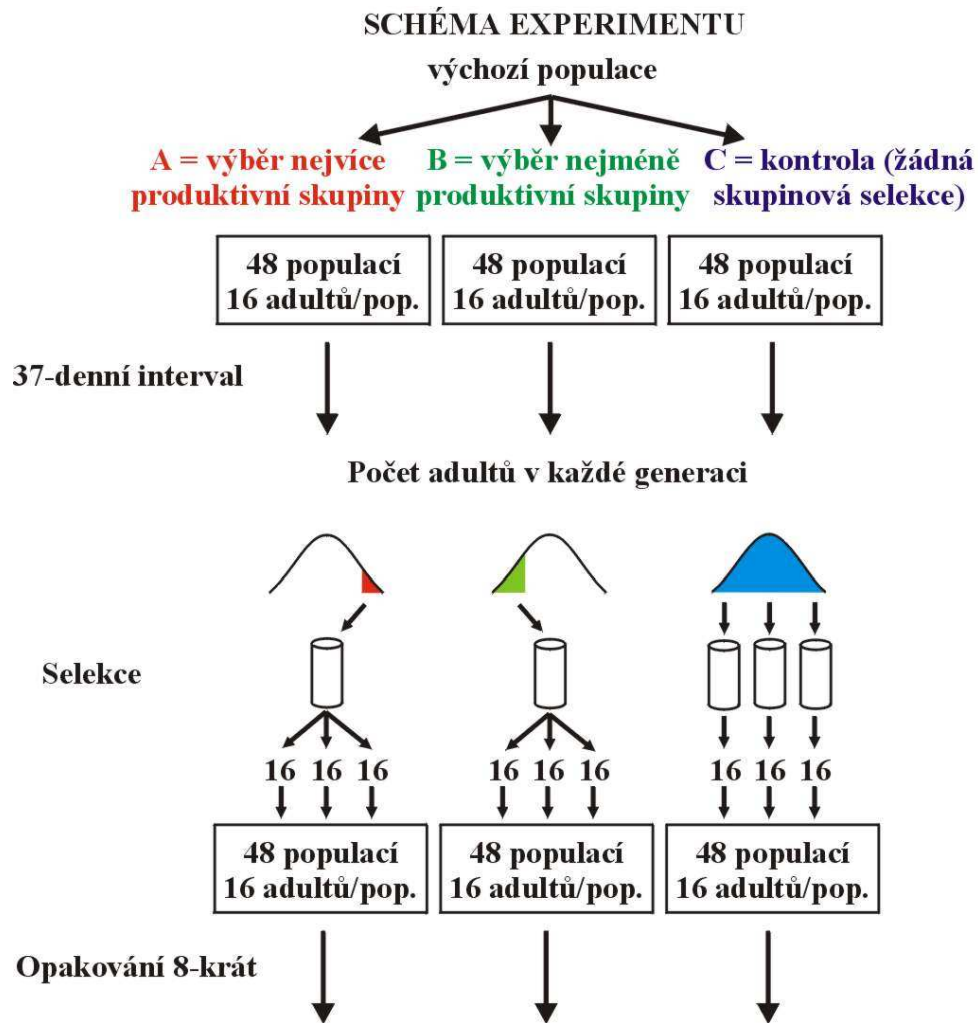 SCHÉMA EXPERIMENTU
výchozí populace
A = výběr nejvíce
produktivní skupiny
B = výběr nejméně
produktivní skupiny
C = kontrola (žádná
skupinová selekce)
48 populací
16 adultů/pop.
48 populací
16 adultů/pop.
48 populací
16 adultů/pop.
37-denní interval
Počet adultů v každé generaci
Selekce
16 16 16
16 16 16
16 16 16
48 populací
16 adultů/pop.
48 populací
16 adultů/pop.
48 populací
16 adultů/pop.
Opakování 8-krát